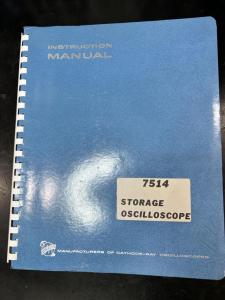 INSTRUCTION
MANUAL
7514
STORAGE
OSCILLOSCOPE
MANUFACTURERS OF CATHODE-RAY OSCILLOSCOPES